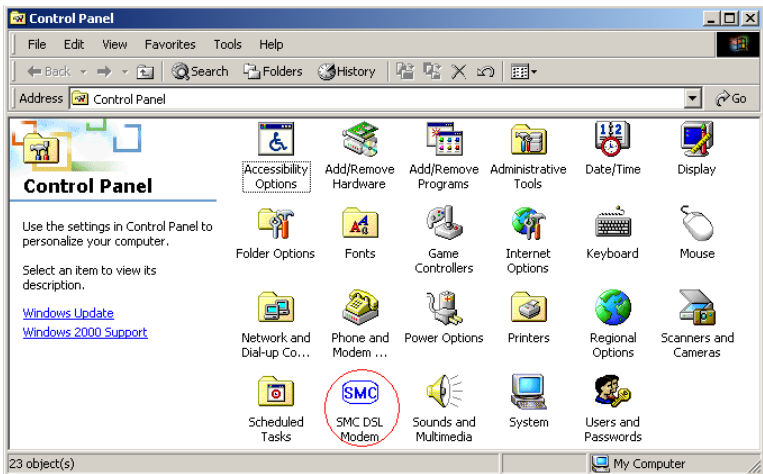 Control Panel
File Edit View Favorites Tools Help
Back Search Folders History
Address Control Panel Go
Control Panel
Use the settings in Control Panel to
personalize your computer.
Select an item to view its
description.
Windows Update
Windows 2000 Support
Accessibility
Options
Add/Remove
Hardware
Add/Remove
Programs
Administrative
Tools
Date/Time
Display
Folder Options
Fonts
Game
Controllers
Internet
Options
Keyboard
Mouse
Network and
Dial-up Co...
Phone and
Modem ...
Power Options
Printers
Regional
Options
Scanners and
Cameras
Scheduled
Tasks
SMC
SMC DSL
Modem
Sounds and
Multimedia
System
Users and
Passwords
23 object(s) My Computer